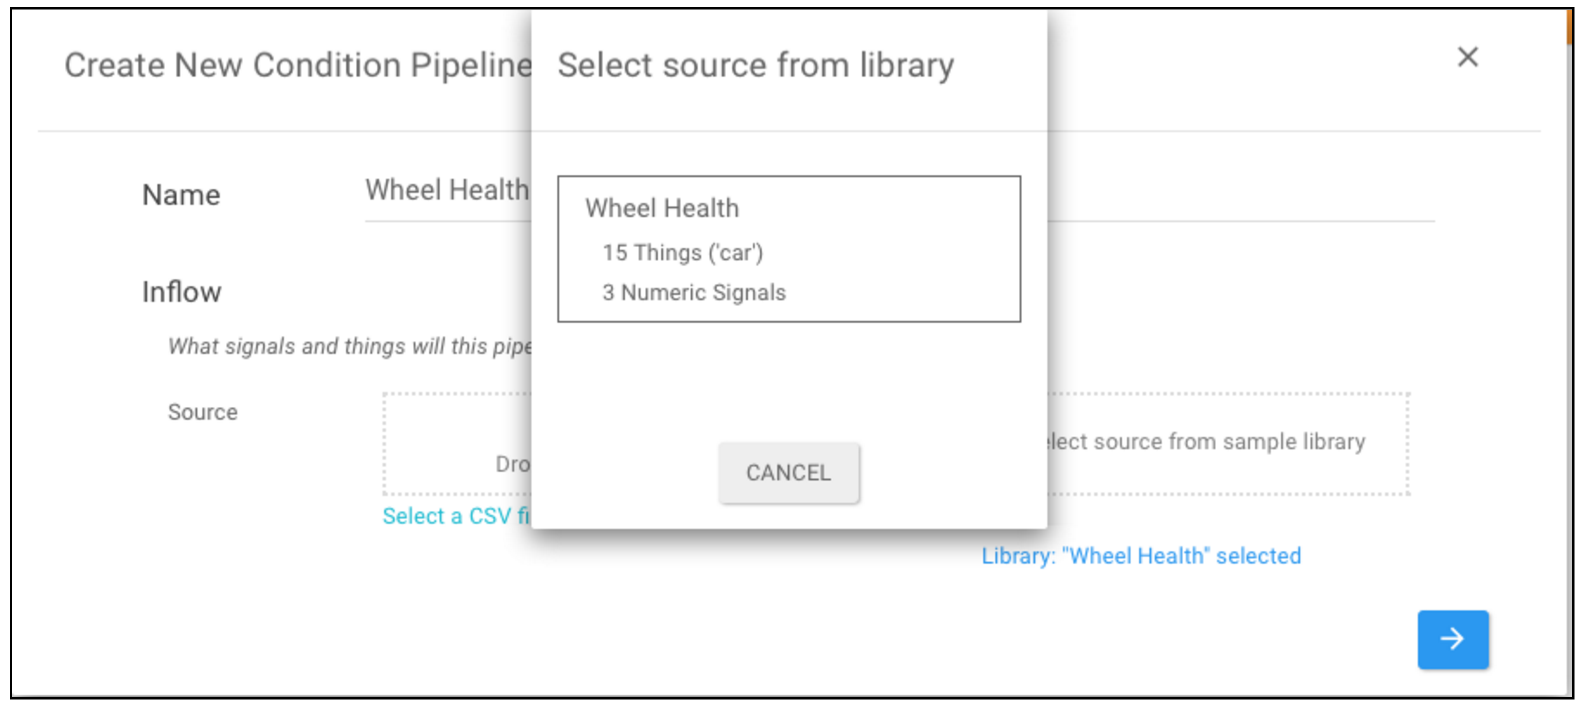 Create New Condition Pipeline
Select source from library
Name
Wheel Health
Wheel Health
15 Things ('car')
3 Numeric Signals
Inflow
What signals and things will this pipe
Source
Dro
elect source from sample library
CANCEL
Select a CSV fi
Library: "Wheel Health" selected